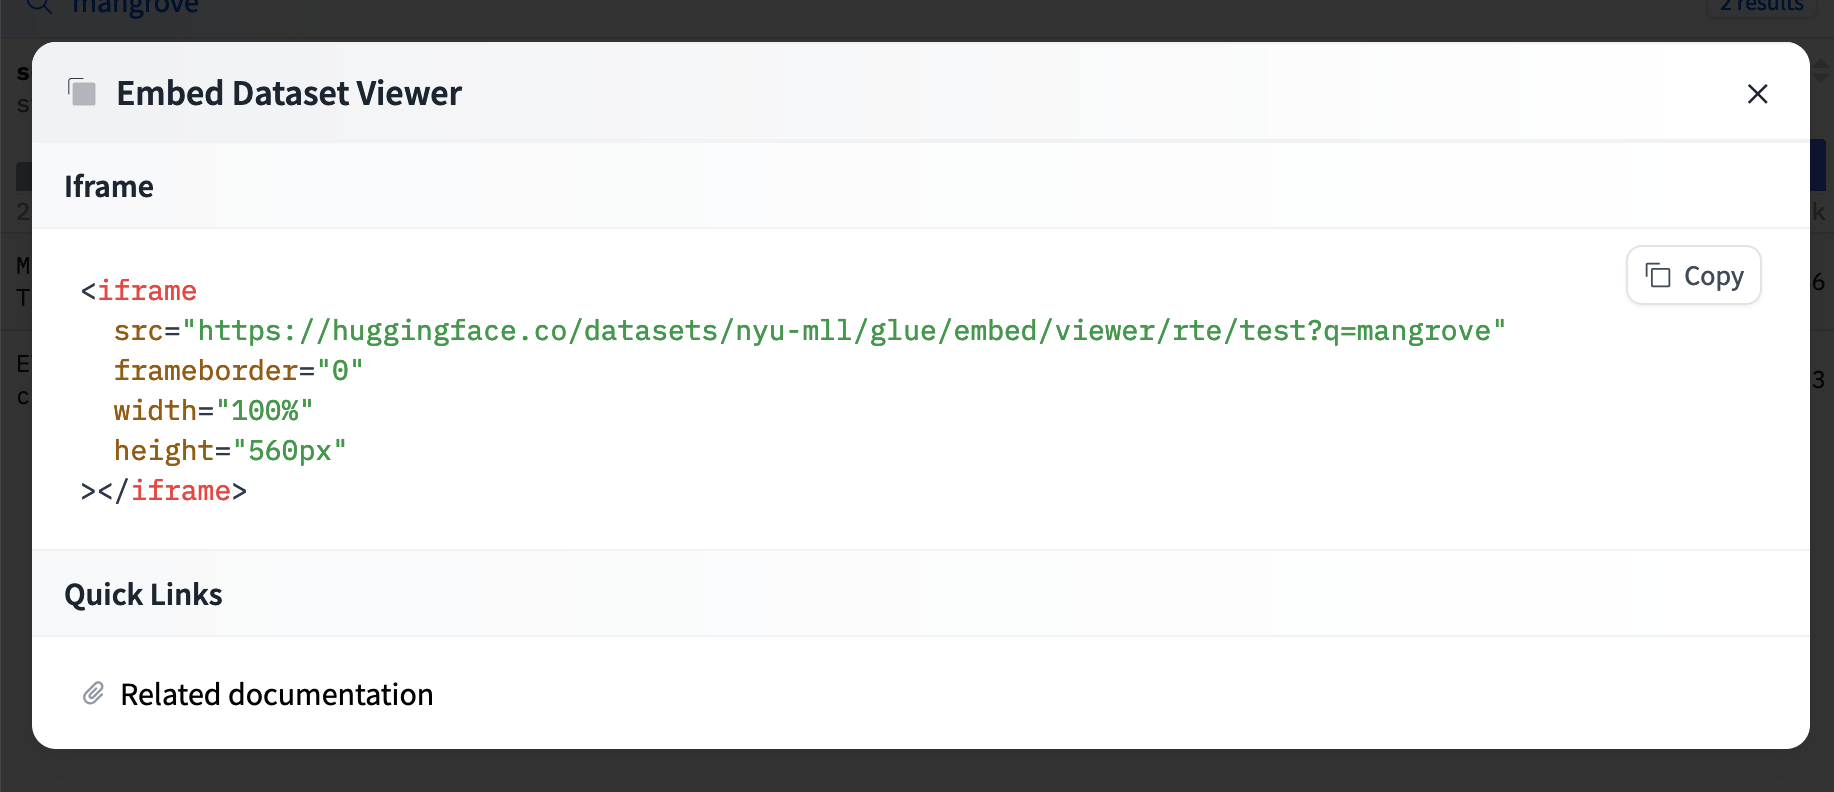 mangrove
2 results
Embed Dataset Viewer
Iframe
Copy
<iframe
src="https://huggingface.co/datasets/nyu-mll/glue/embed/viewer/rte/test?q=mangrove"
frameborder="0"
width="100%"
height="560px"
></iframe>
Quick Links
Related documentation